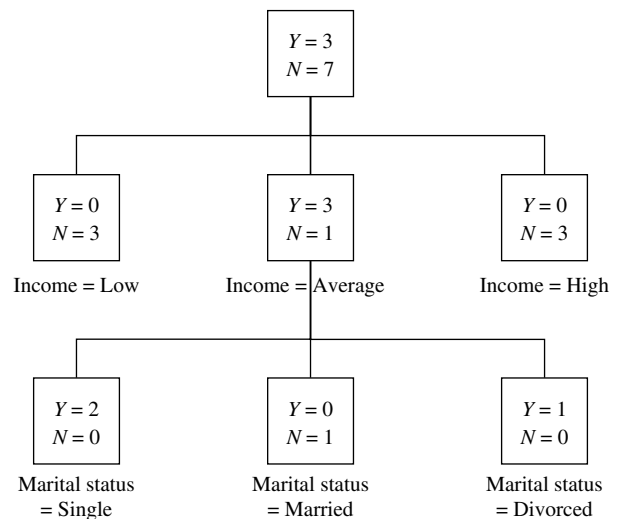 Y = 3
N = 7
Y = 0
N = 3
Y = 3
N = 1
Y = 0
N = 3
Income = Low
Income = Average
Income = High
Y = 2
N = 0
Y = 0
N = 1
Y = 1
N = 0
Marital status
= Single
Marital status
= Married
Marital status
= Divorced